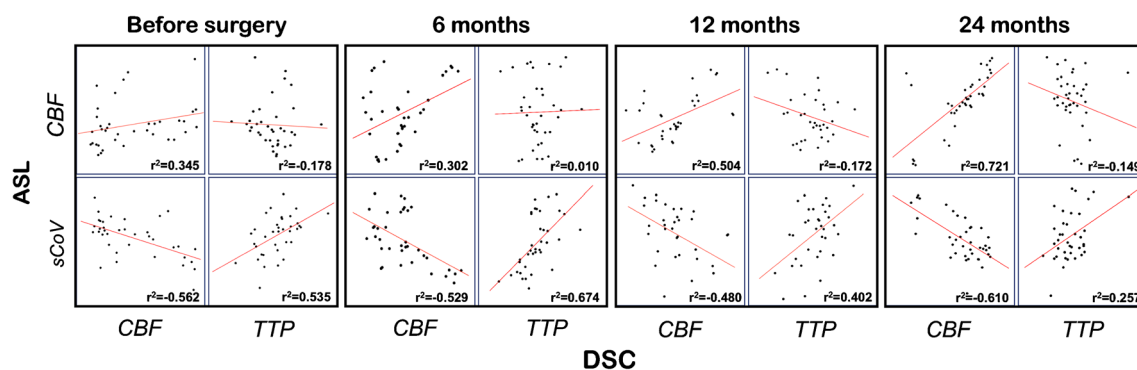 Before surgery
6 months
12 months
24 months
ASL
CBF
r²=0.345
r²=-0.178
r²=0.302
r²=0.010
r²=0.504
r²=-0.172
r²=0.721
r²=-0.149
sCoV
r²=-0.562
r²=0.535
r²=-0.529
r²=0.674
r²=-0.480
r²=0.402
r²=-0.610
r²=0.257
CBF
TTP
CBF
TTP
CBF
TTP
CBF
TTP
DSC